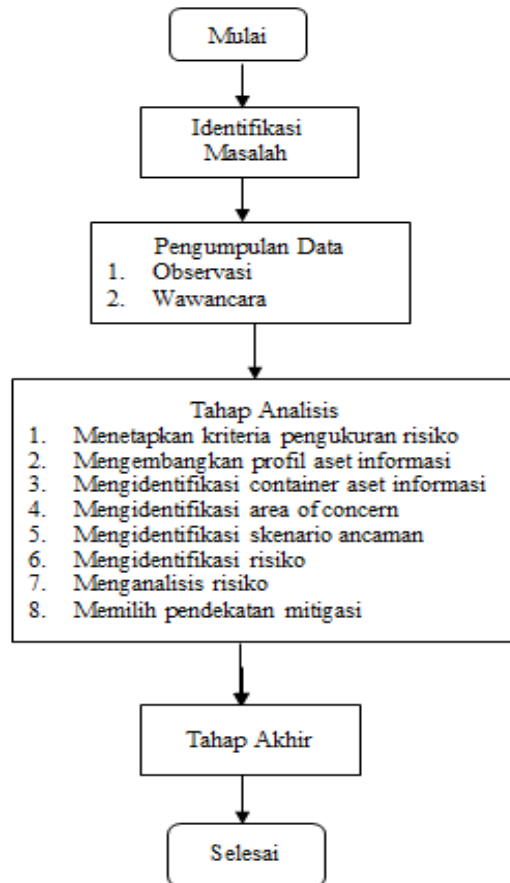 Mulai
Identifikasi
Masalah
Pengumpulan Data
1. Observasi
2. Wawancara
Tahap Analisis
1. Menetapkan kriteria pengukuran risiko
2. Mengembangkan profil aset informasi
3. Mengidentifikasi container aset informasi
4. Mengidentifikasi area of concern
5. Mengidentifikasi skenario ancaman
6. Mengidentifikasi risiko
7. Menganalisis risiko
8. Memilih pendekatan mitigasi
Tahap Akhir
Selesai